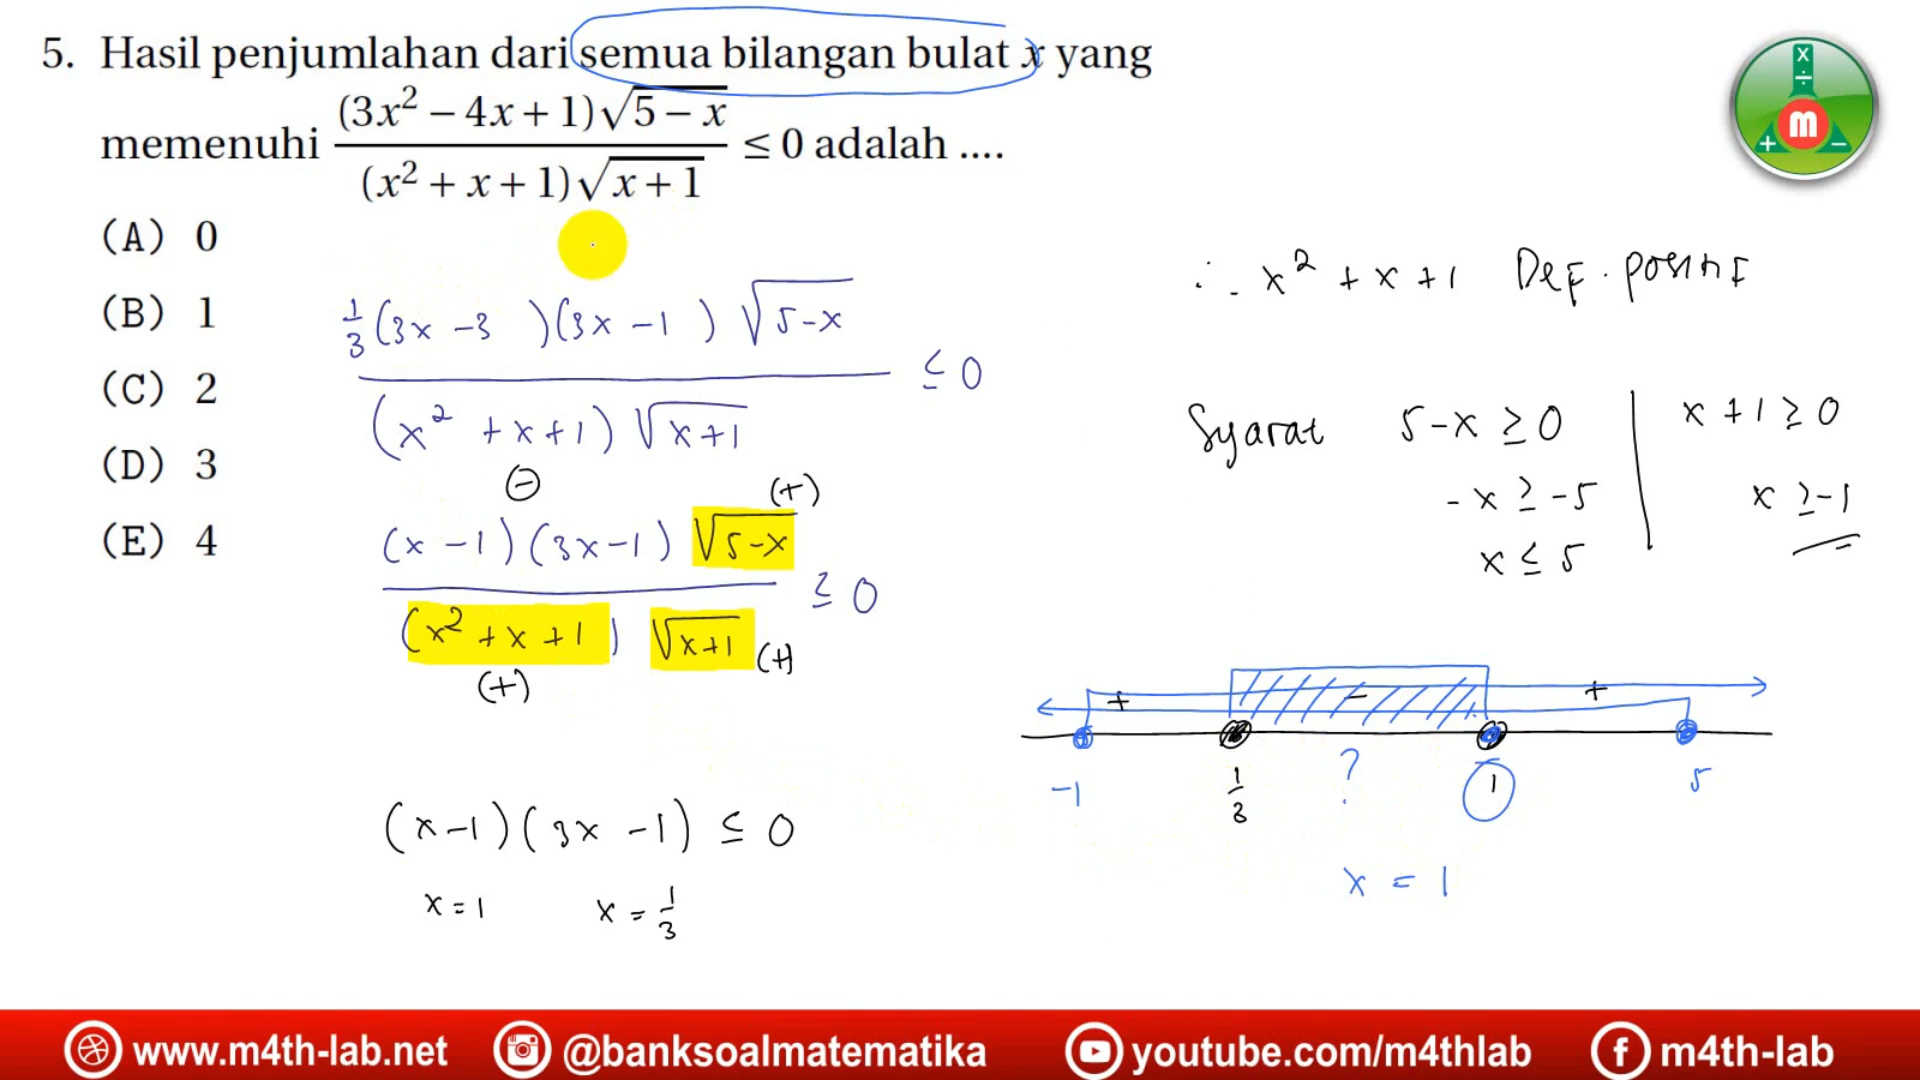 5. Hasil penjumlahan dari semua bilangan bulat x yang
memenuhi \frac{(3x² – 4x + 1)√(5 – x)}{(x² + x + 1)√(x + 1)} ≤ 0 adalah ....
(A) 0
(B) 1
(C) 2
(D) 3
(E) 4
\frac{1/3 (3x – 3)(3x – 1)√(5–x)}{(x² + x + 1)√(x+1)} ≤ 0
(–) (+)
\frac{(x – 1)(3x – 1)√(5–x)}{(x² + x + 1)√(x+1)} ≤ 0
(+) (+)
(x – 1)(3x – 1) ≤ 0
x = 1 x = 1/3
∴ x² + x + 1 Def. positif
Syarat 5 – x ≥ 0 | x + 1 ≥ 0
– x ≥ – 5 | x ≥ –1
x ≤ 5
+ – +
–1 1/3 ? 1 5
x = 1
x ÷ m + –
www.m4th-lab.net @banksoalmatematika youtube.com/m4thlab m4th-lab